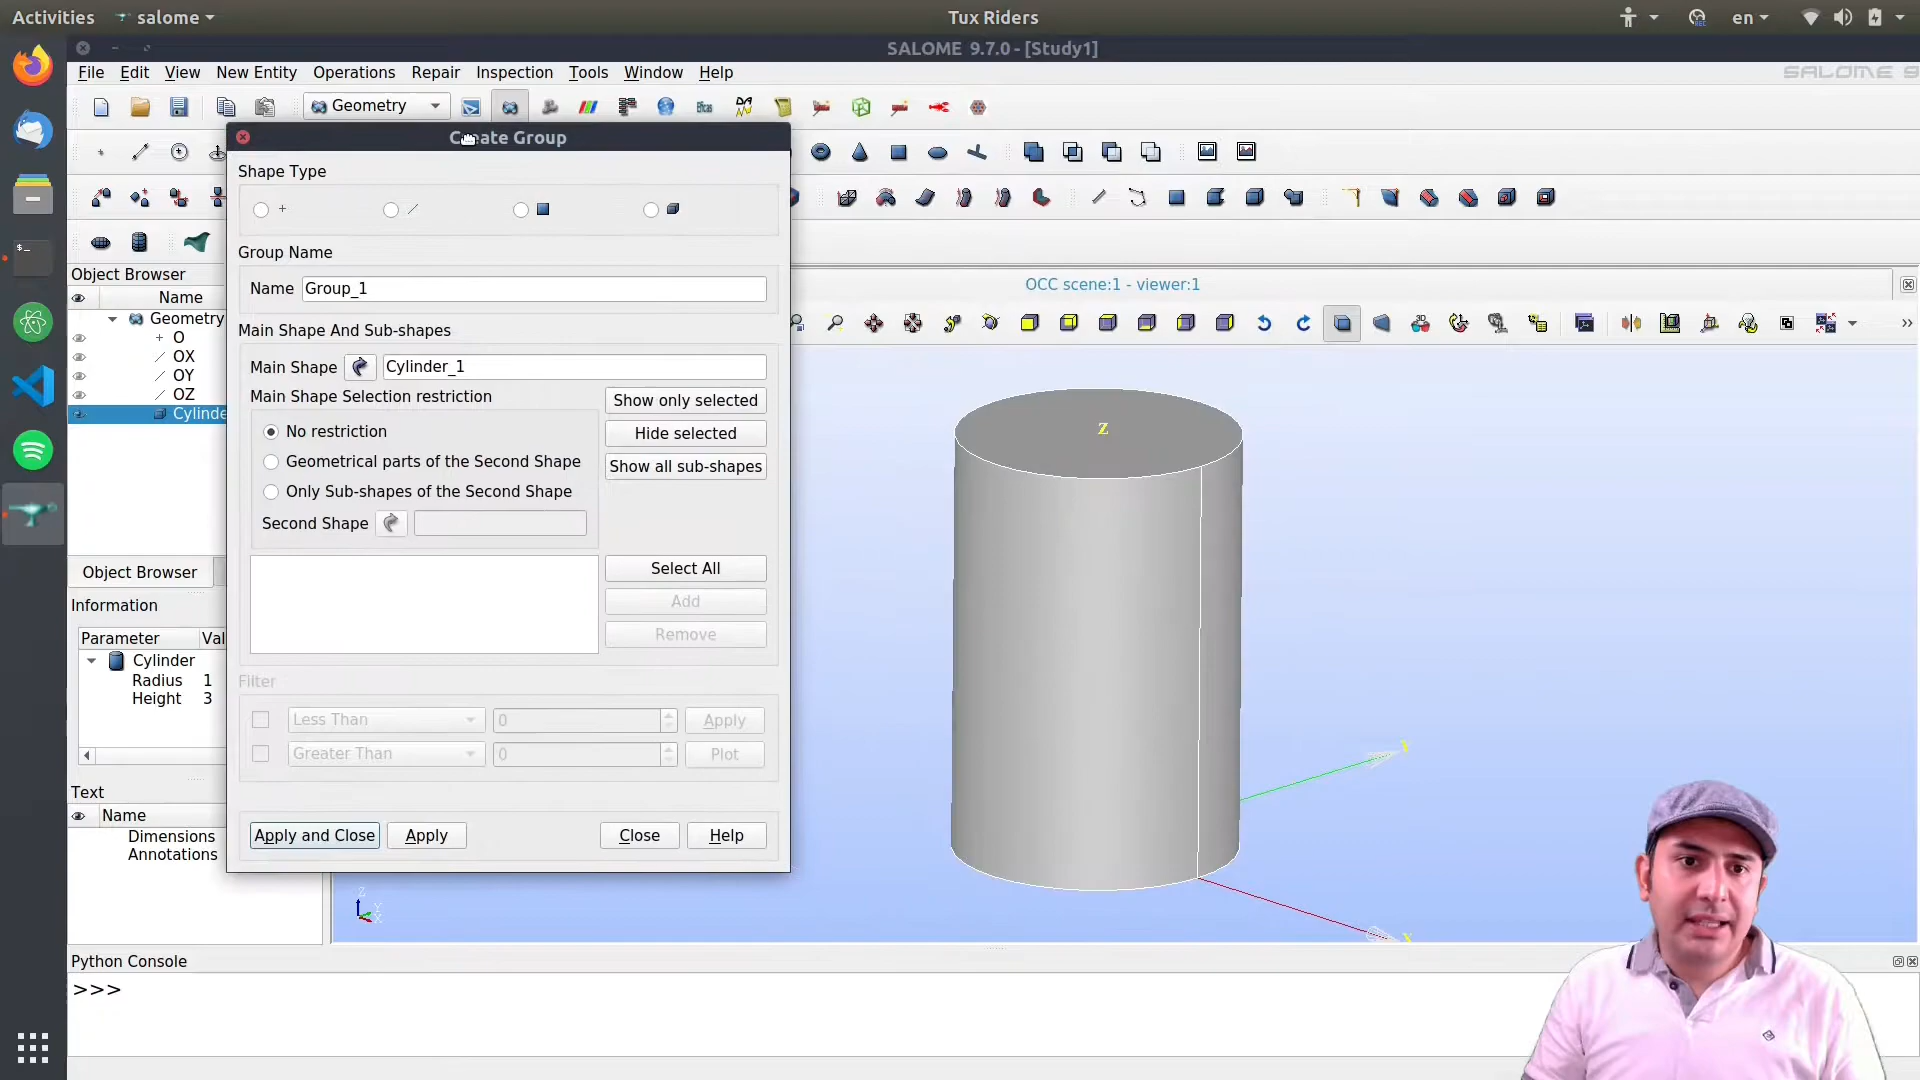 Activities
salome
Tux Riders
en
SALOME 9.7.0 - [Study1]
File Edit View New Entity Operations Repair Inspection Tools Window Help
SALOME 9
Geometry
Create Group
Shape Type
Group Name
Name Group_1
Main Shape And Sub-shapes
Main Shape Cylinder_1
Main Shape Selection restriction
Show only selected
No restriction
Hide selected
Geometrical parts of the Second Shape
Show all sub-shapes
Only Sub-shapes of the Second Shape
Second Shape
Select All
Add
Remove
Filter
Less Than 0 Apply
Greater Than 0 Plot
Apply and Close Apply Close Help
Object Browser
Name
Geometry
O
OX
OY
OZ
Cylinde
Object Browser
Information
Parameter Val
Cylinder
Radius 1
Height 3
Text
Name
Dimensions
Annotations
OCC scene:1 - viewer:1
Z
Y
X
Z
Y
X
Python Console
>>>